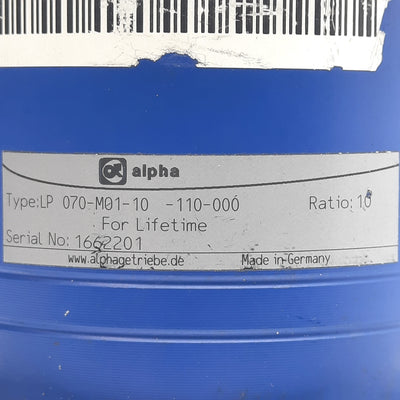 alpha
Type:LP 070-M01-10 -110-000 Ratio: 10
For Lifetime
Serial No: 1662201
www.alphagetriebe.de Made in Germany